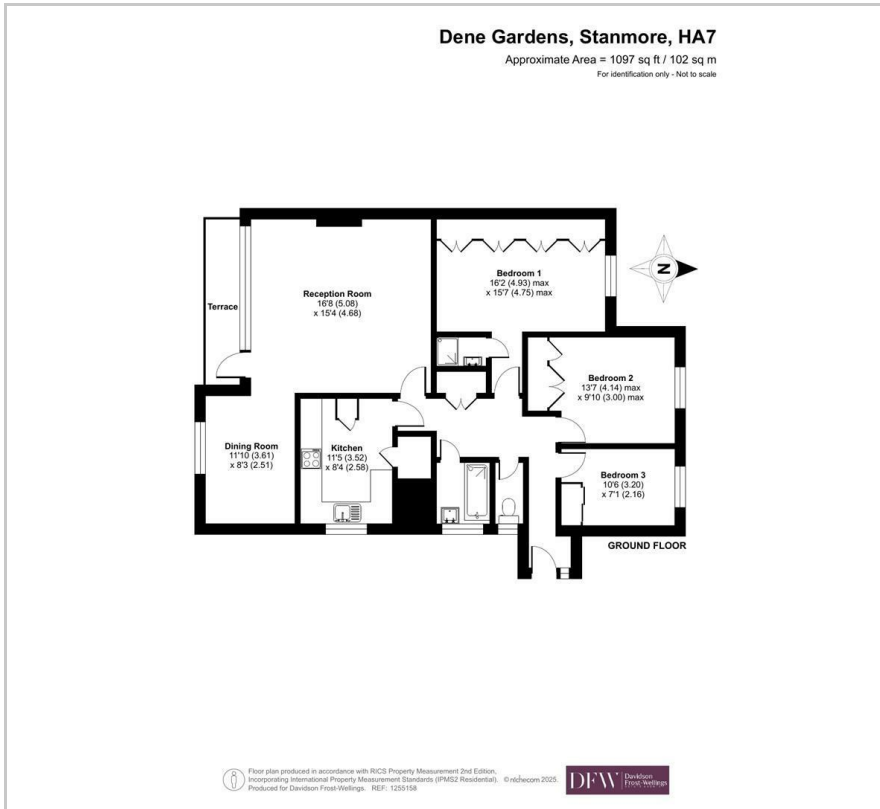 Dene Gardens, Stanmore, HA7
Approximate Area = 1097 sq ft / 102 sq m
For identification only - Not to scale
Bedroom 1
16'2 (4.93) max
x 15'7 (4.75) max
N
Reception Room
16'8 (5.08)
x 15'4 (4.68)
Terrace
Bedroom 2
13'7 (4.14) max
x 9'10 (3.00) max
Dining Room
11'10 (3.61)
x 8'3 (2.51)
Kitchen
11'5 (3.52)
x 8'4 (2.58)
Bedroom 3
10'6 (3.20)
x 7'1 (2.16)
GROUND FLOOR
Floor plan produced in accordance with RICS Property Measurement 2nd Edition,
Incorporating International Property Measurement Standards (IPMS2 Residential). © nichecom 2025.
Produced for Davidson Frost-Wellings. REF: 1255158
DFW
Davidson
Frost-Wellings